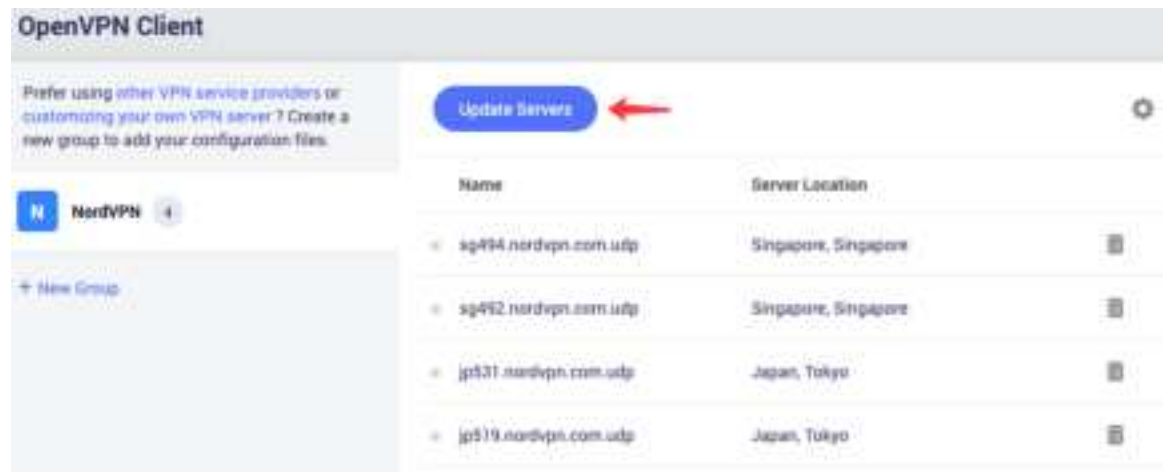 OpenVPN Client
Prefer using other VPN service providers or
customizing your own VPN server ? Create a
new group to add your configuration files.
N NordVPN 4
+ New Group
Update Servers
Name Server Location
sg494.nordvpn.com.udp Singapore, Singapore
sg492.nordvpn.com.udp Singapore, Singapore
jp531.nordvpn.com.udp Japan, Tokyo
jp519.nordvpn.com.udp Japan, Tokyo